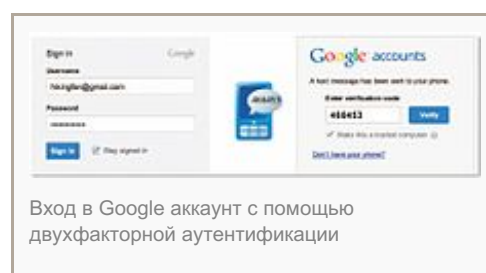 Sign in Google
Username
@gmail.com
Password
Sign in Stay signed in
Google accounts
A text message has been sent to your phone.
Enter verification code
Verify
Make this a trusted computer
Don't have your phone?
Вход в Google аккаунт с помощью
двухфакторной аутентификации